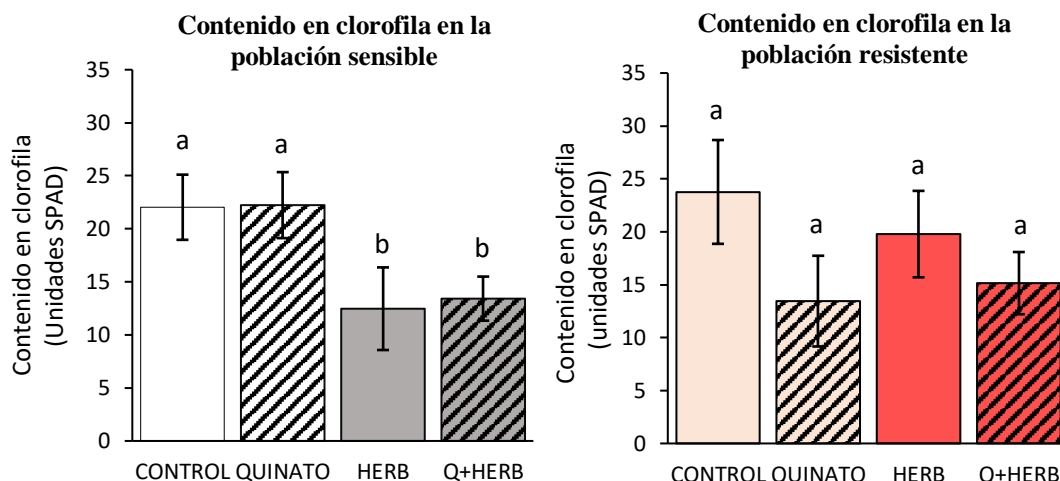 Contenido en clorofila en la
población sensible
Contenido en clorofila
(Unidades SPAD)
35
30
25
20
15
10
5
0
a
a
b
b
CONTROL QUINATO HERB Q+HERB
Contenido en clorofila en la
población resistente
Contenido en clorofila
(unidades SPAD)
35
30
25
20
15
10
5
0
a
a
a
a
CONTROL QUINATO HERB Q+HERB